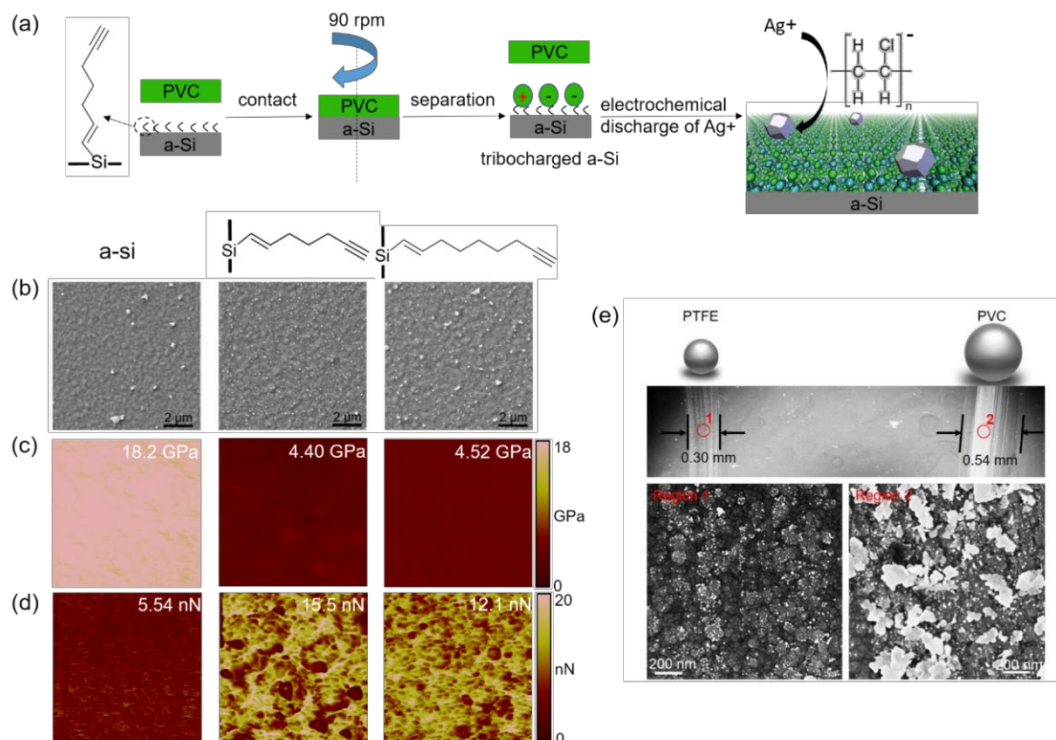 (a)
Si
PVC
a-Si
contact
90 rpm
PVC
a-Si
separation
PVC
+ - -
a-Si
tribocharged a-Si
electrochemical
discharge of Ag+
Ag+
H Cl -
C C
H H n
a-Si
a-si
Si
Si
(b)
2 μm
2 μm
2 μm
(c)
18.2 GPa
4.40 GPa
4.52 GPa
18
GPa
0
(d)
5.54 nN
15.5 nN
12.1 nN
20
nN
0
(e)
PTFE
PVC
1
2
0.30 mm
0.54 mm
Region 1
Region 2
200 nm
200 nm